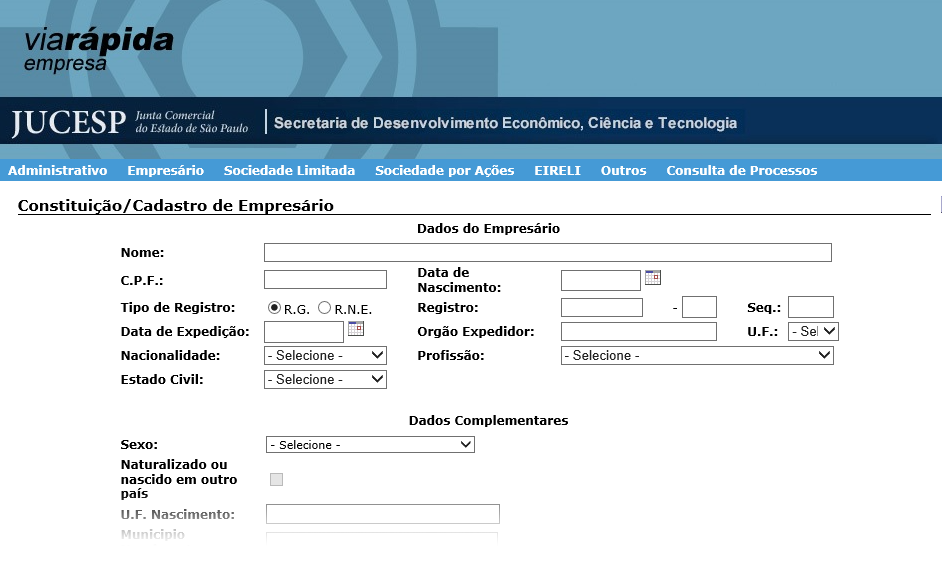 viarápida
empresa
JUCESP Junta Comercial do Estado de São Paulo Secretaria de Desenvolvimento Econômico, Ciência e Tecnologia
Administrativo Empresário Sociedade Limitada Sociedade por Ações EIRELI Outros Consulta de Processos
Constituição/Cadastro de Empresário
Dados do Empresário
Nome:
C.P.F.: Data de Nascimento:
Tipo de Registro: R.G. R.N.E. Registro: - Seq.:
Data de Expedição: Orgão Expedidor: U.F.: - Sel
Nacionalidade: - Selecione - Profissão: - Selecione -
Estado Civil: - Selecione -
Dados Complementares
Sexo: - Selecione -
Naturalizado ou
nascido em outro
país
U.F. Nascimento:
Municipio